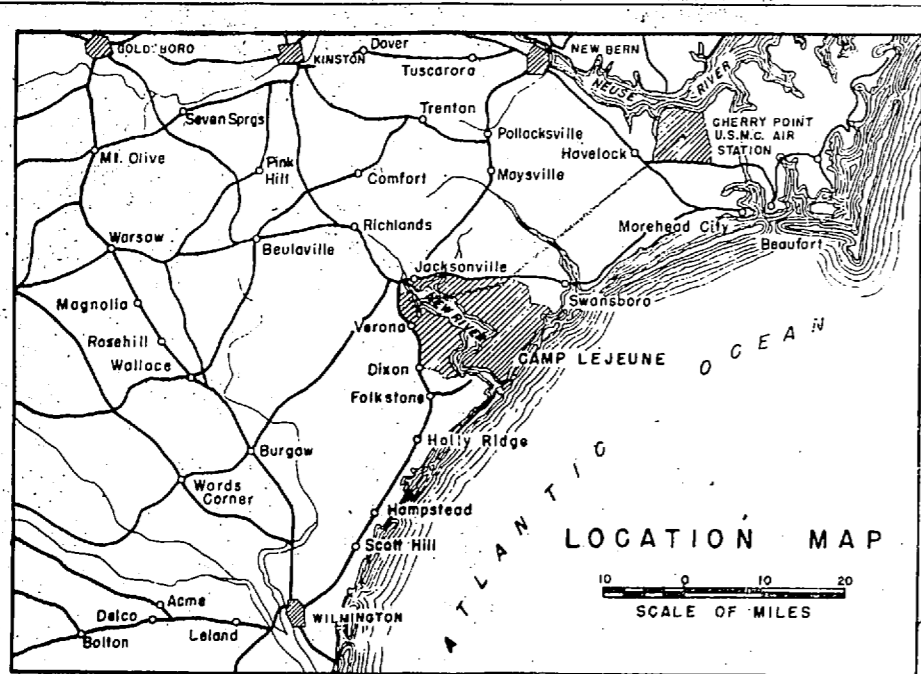 GOLDSBORO
KINSTON
Dover
Tuscarora
NEW BERN
NEUSE RIVER
Seven Sprgs
Trenton
CHERRY POINT
U.S.M.C. AIR
STATION
Pollocksville
Havelock
Mt. Olive
Pink
Hill
Comfort
Maysville
Richlands
Morehead City
Warsaw
Beulaville
Beaufort
Jacksonville
Swansboro
Magnolia
NEW RIVER
Verona
Rosehill
Wallace
Dixon
CAMP LEJEUNE
Folkstone
ATLANTIC OCEAN
Holly Ridge
Burgaw
Wards
Corner
Hampstead
Scott Hill
LOCATION MAP
10 0 10 20
SCALE OF MILES
Acme
Delco
Leland
WILMINGTON
Bolton